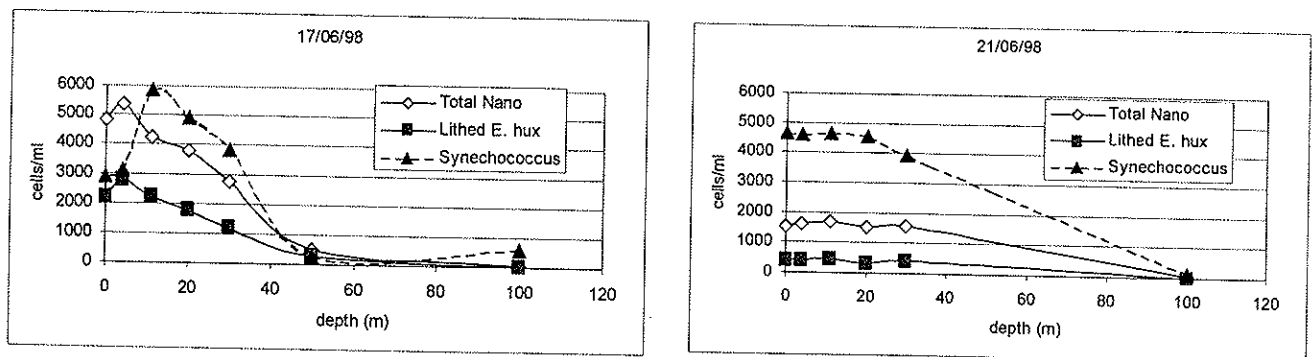 17/06/98
6000
5000
4000
3000
2000
1000
0
cells/ml
Total Nano
Lithed E. hux
Synechococcus
0 20 40 60 80 100 120
depth (m)
21/06/98
6000
5000
4000
3000
2000
1000
0
cells/ml
Total Nano
Lithed E. hux
Synechococcus
0 20 40 60 80 100 120
depth (m)